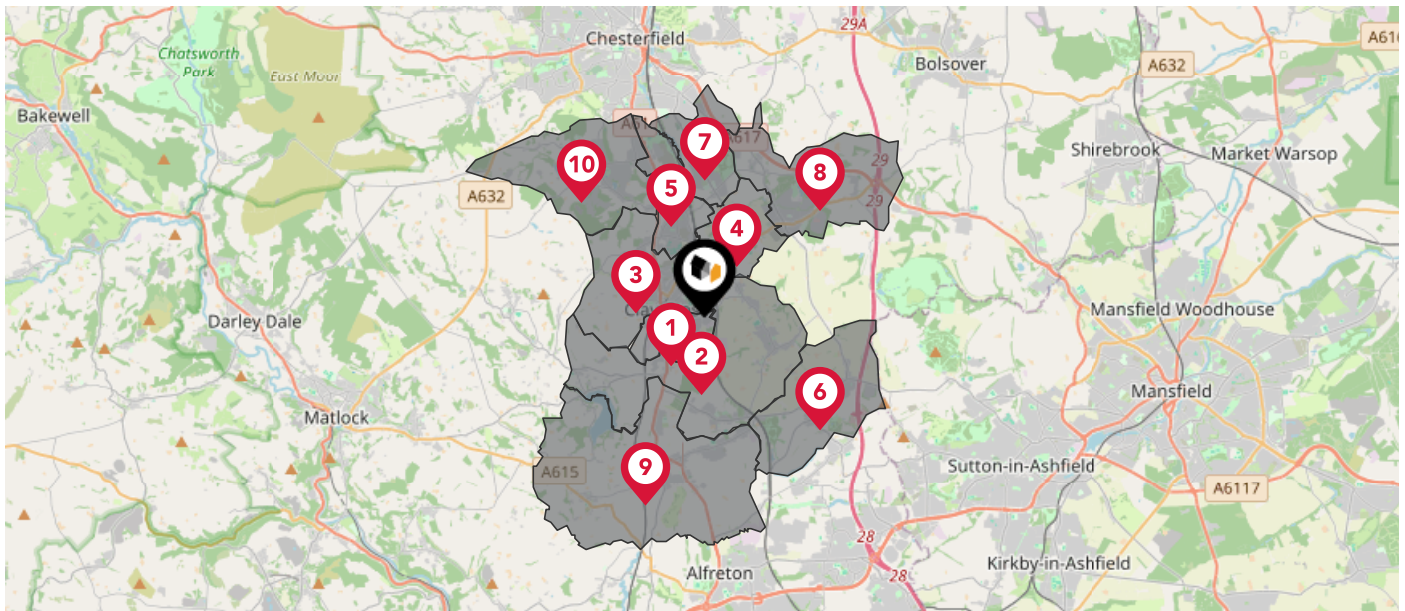 29A
A616
Chesterfield
Chatsworth
Park
East Moor
Bolsover
A632
Bakewell
7
617
Shirebrook
Market Warsop
10
5
8
29
A632
29
4
3
Darley Dale
Mansfield Woodhouse
1
2
Matlock
6
Mansfield
9
A615
Sutton-in-Ashfield
A6117
28
Alfreton
28
Kirkby-in-Ashfield